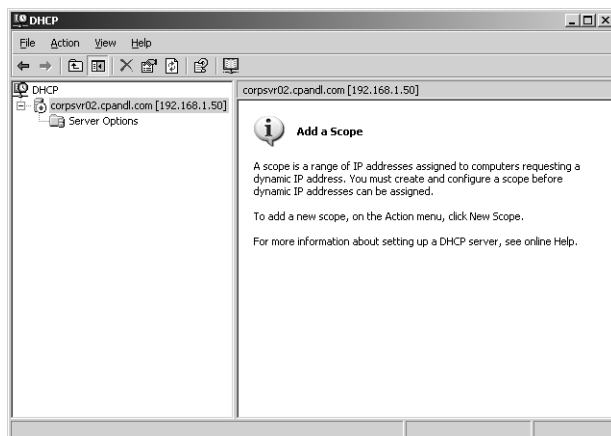 DHCP
File Action View Help
DHCP
corpsvr02.cpandl.com [192.168.1.50]
Server Options
corpsvr02.cpandl.com [192.168.1.50]
Add a Scope
A scope is a range of IP addresses assigned to computers requesting a
dynamic IP address. You must create and configure a scope before
dynamic IP addresses can be assigned.
To add a new scope, on the Action menu, click New Scope.
For more information about setting up a DHCP server, see online Help.